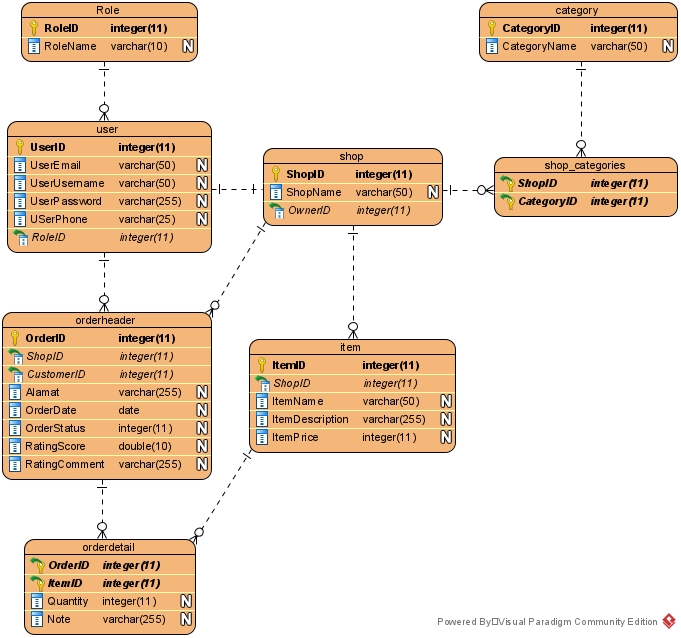 Role
RoleID integer(11)
RoleName varchar(10) N
category
CategoryID integer(11)
CategoryName varchar(50) N
user
UserID integer(11)
UserEmail varchar(50) N
UserUsername varchar(50) N
UserPassword varchar(255) N
USerPhone varchar(25) N
RoleID integer(11)
shop
ShopID integer(11)
ShopName varchar(50) N
OwnerID integer(11)
shop_categories
ShopID integer(11)
CategoryID integer(11)
orderheader
OrderID integer(11)
ShopID integer(11)
CustomerID integer(11)
Alamat varchar(255) N
OrderDate date N
OrderStatus integer(11) N
RatingScore double(10) N
RatingComment varchar(255) N
item
ItemID integer(11)
ShopID integer(11)
ItemName varchar(50) N
ItemDescription varchar(255) N
ItemPrice integer(11) N
orderdetail
OrderID integer(11)
ItemID integer(11)
Quantity integer(11) N
Note varchar(255) N
Powered By Visual Paradigm Community Edition